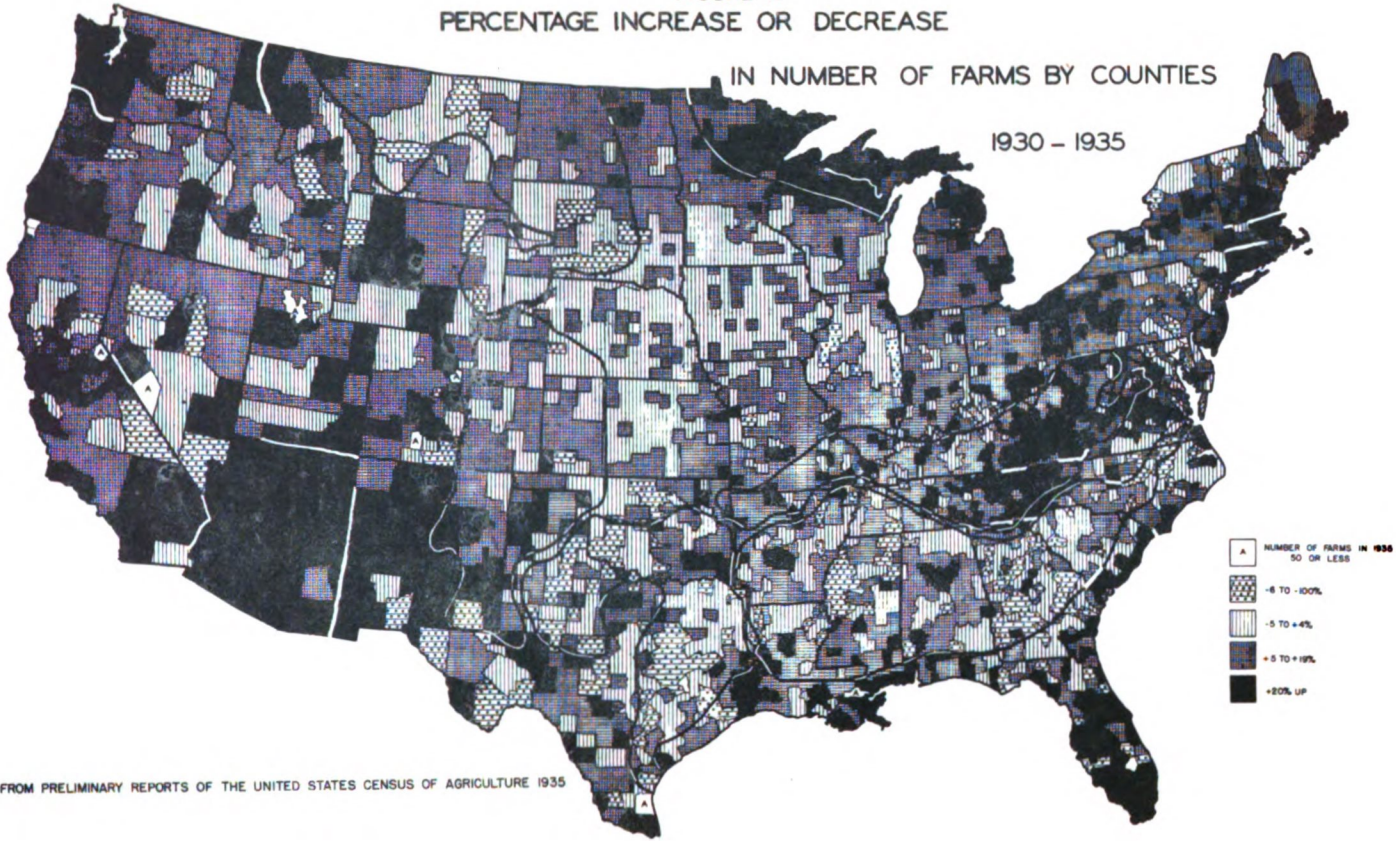 PERCENTAGE INCREASE OR DECREASE
IN NUMBER OF FARMS BY COUNTIES
1930 – 1935
A
A
A
A
A NUMBER OF FARMS IN 1935
50 OR LESS
-6 TO -100%
-5 TO +4%
+5 TO +19%
+20% UP
FROM PRELIMINARY REPORTS OF THE UNITED STATES CENSUS OF AGRICULTURE 1935